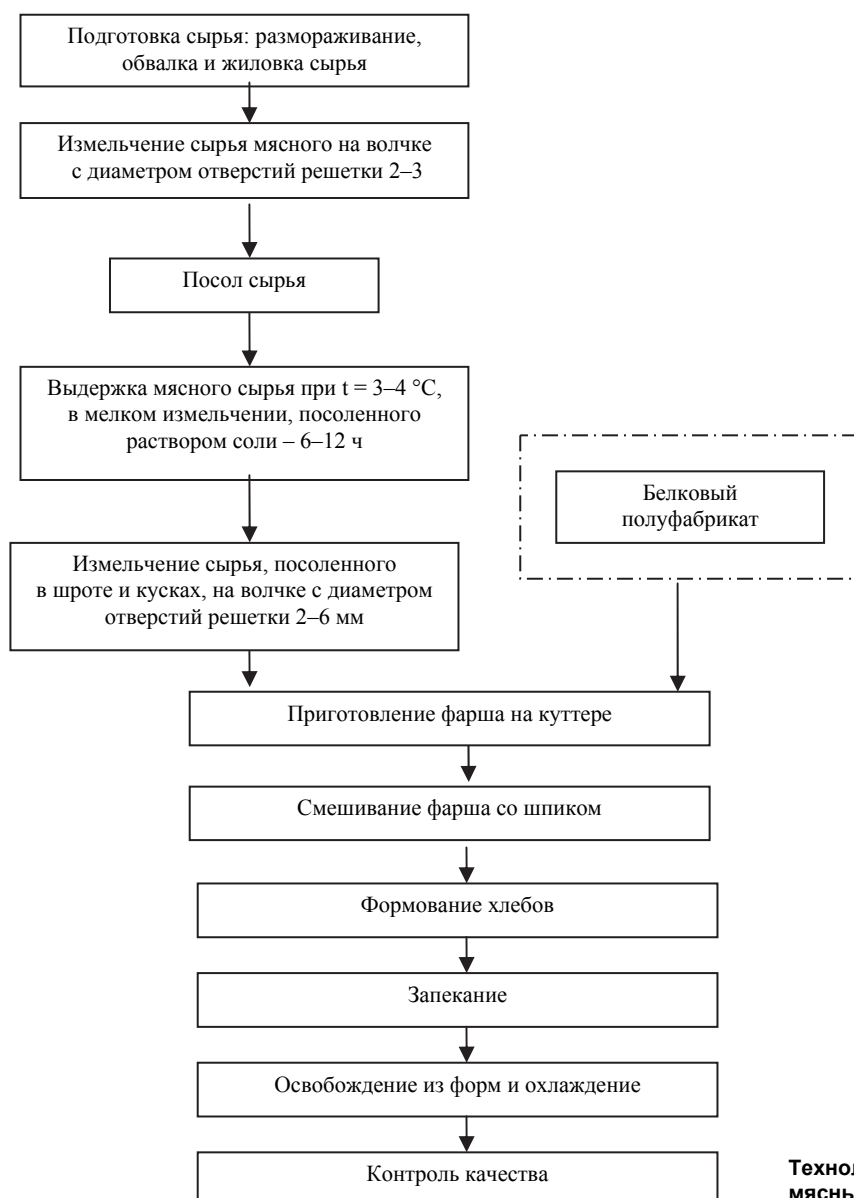 Подготовка сырья: размораживание,
обвалка и жиловка сырья
Измельчение сырья мясного на волчке
с диаметром отверстий решетки 2–3
Посол сырья
Выдержка мясного сырья при t = 3–4 °C,
в мелком измельчении, посоленного
раствором соли – 6–12 ч
Белковый
полуфабрикат
Измельчение сырья, посоленного
в шроте и кусках, на волчке с диаметром
отверстий решетки 2–6 мм
Приготовление фарша на куттере
Смешивание фарша со шпиком
Формование хлебов
Запекание
Освобождение из форм и охлаждение
Контроль качества